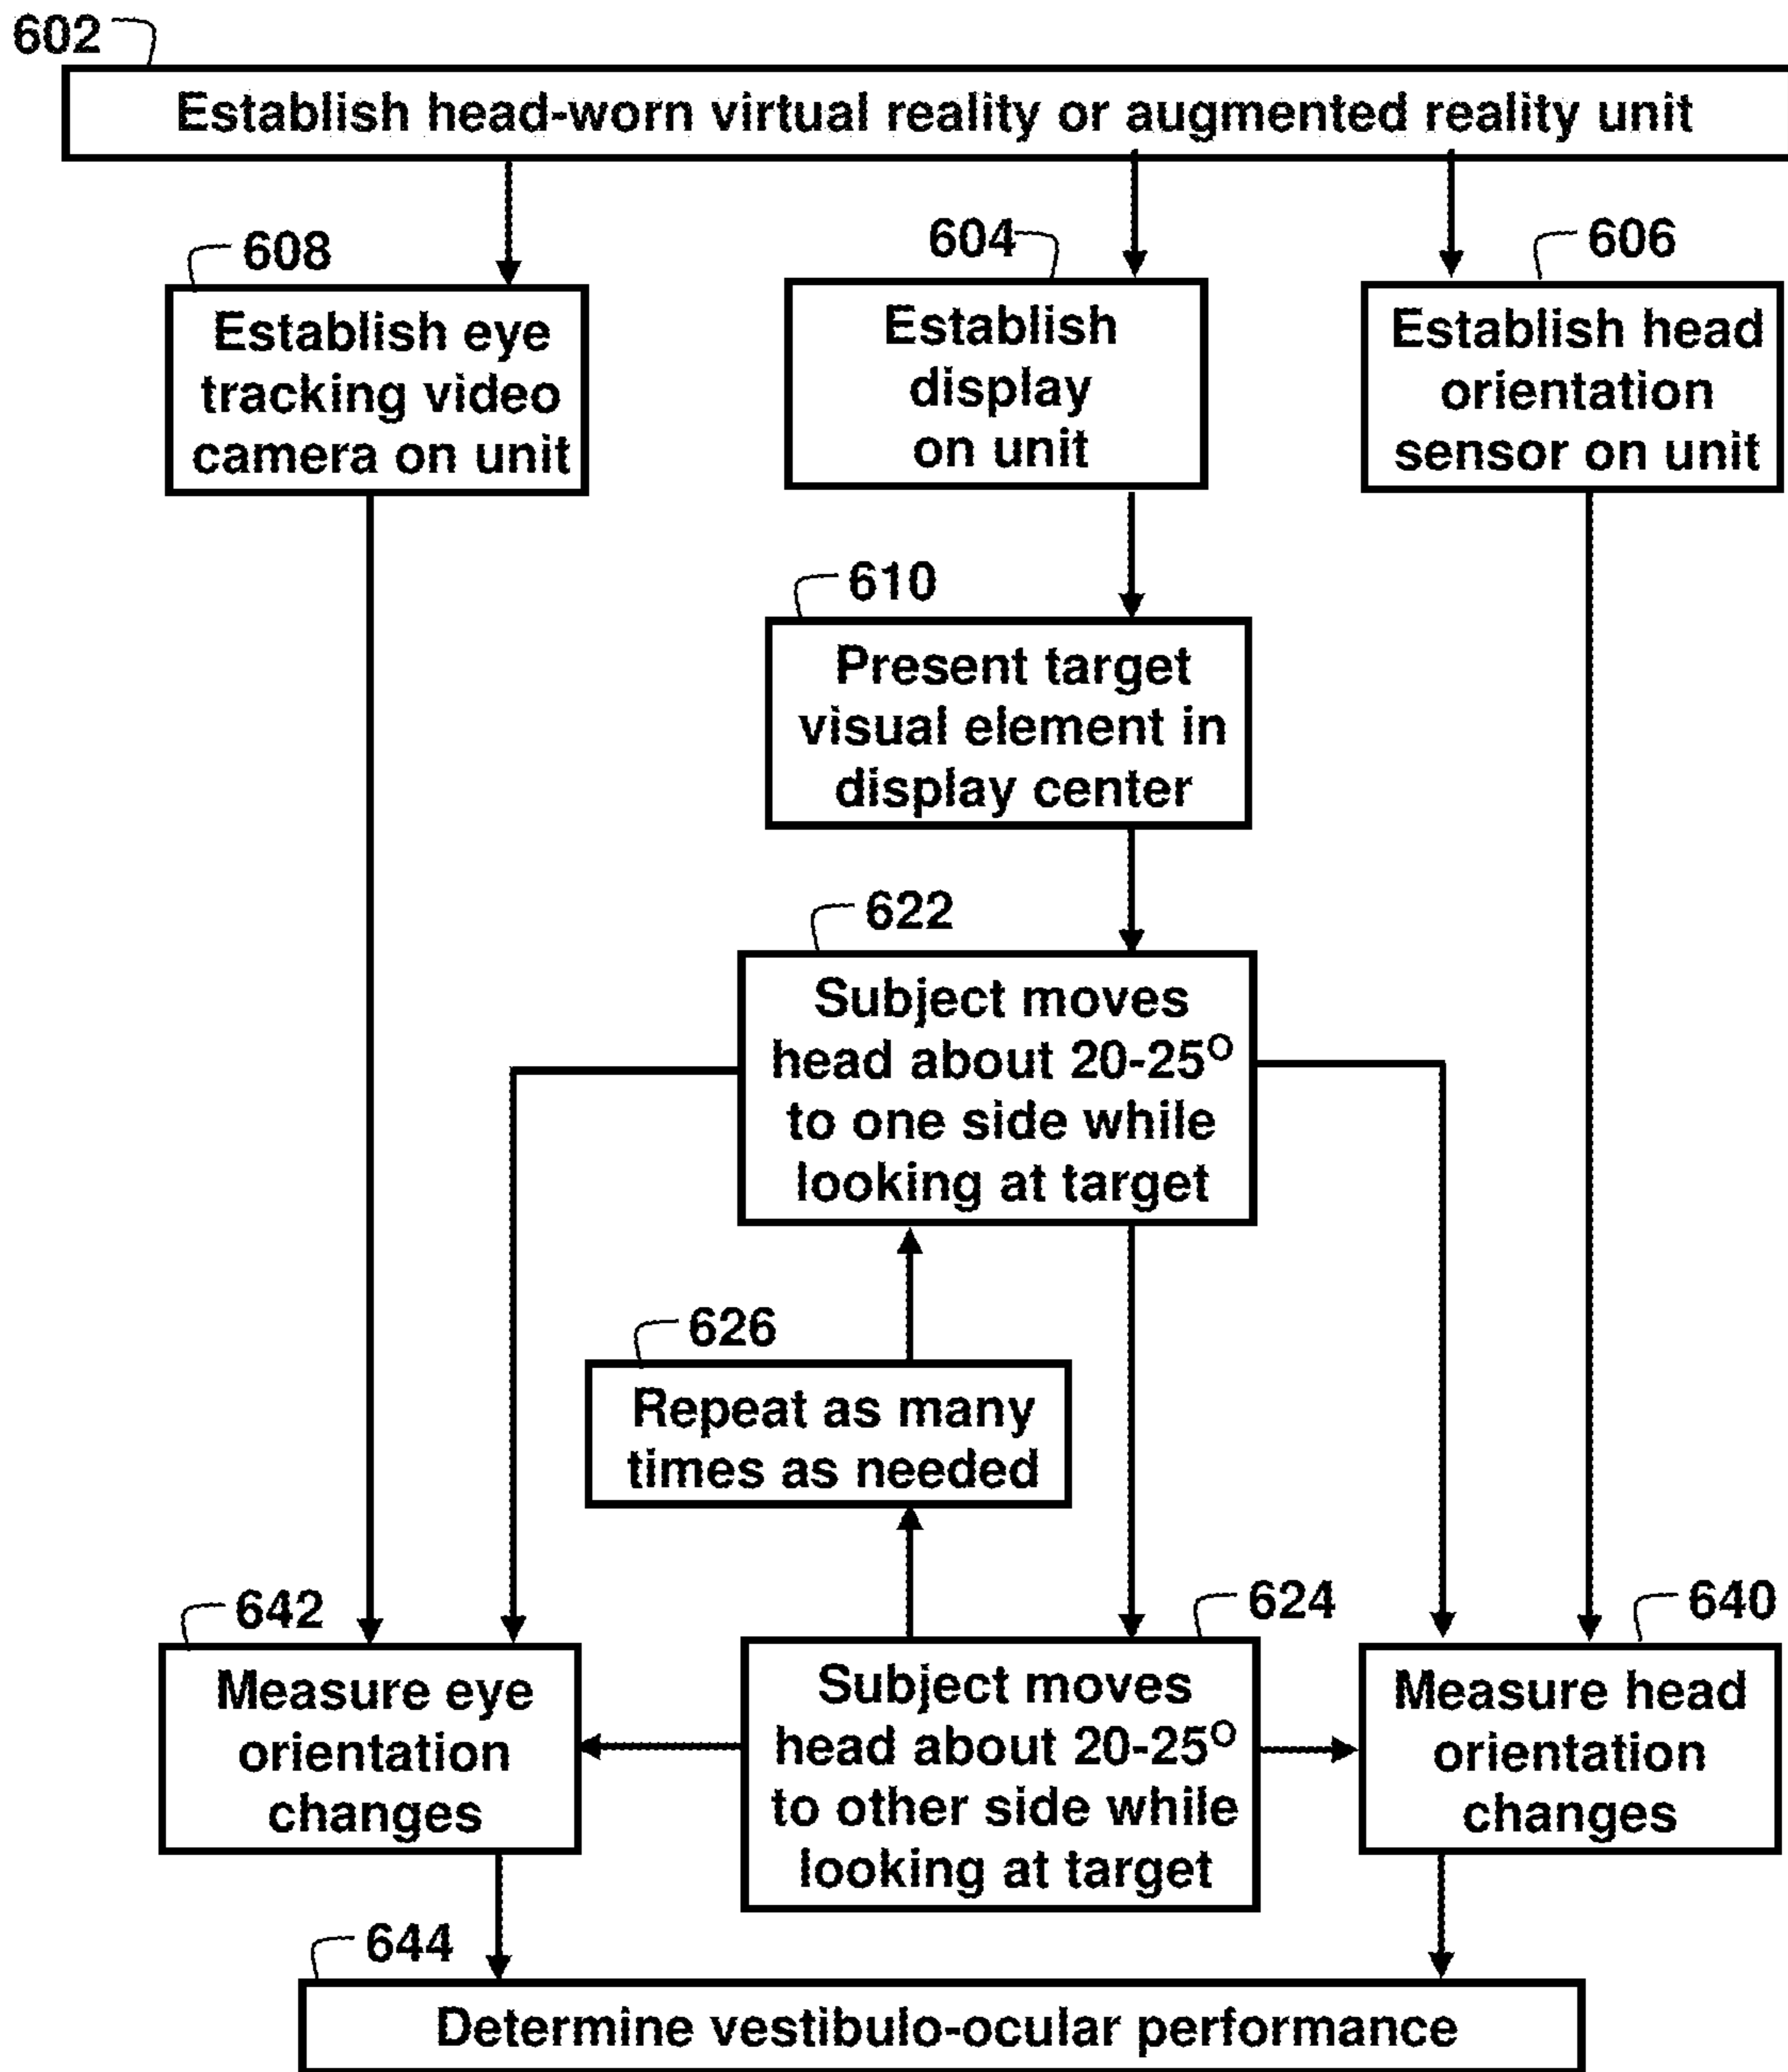 602
Establish head-worn virtual reality or augmented reality unit
608
Establish eye
tracking video
camera on unit
604
Establish
display
on unit
606
Establish head
orientation
sensor on unit
610
Present target
visual element in
display center
622
Subject moves
head about 20-25°
to one side while
looking at target
626
Repeat as many
times as needed
642
Measure eye
orientation
changes
624
Subject moves
head about 20-25°
to other side while
looking at target
640
Measure head
orientation
changes
644
Determine vestibulo-ocular performance